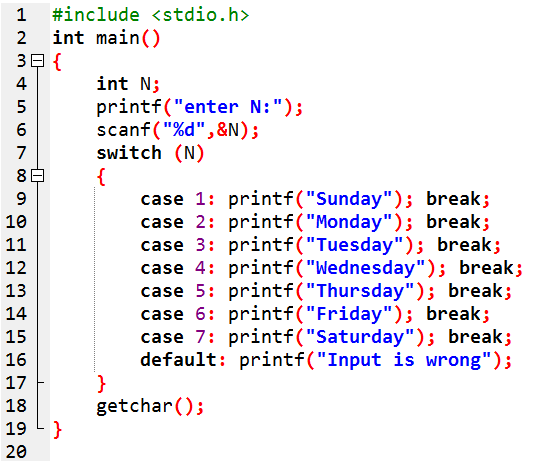 1 #include <stdio.h>
2 int main()
3 {
4 int N;
5 printf("enter N:");
6 scanf("%d",&N);
7 switch (N)
8 {
9 case 1: printf("Sunday"); break;
10 case 2: printf("Monday"); break;
11 case 3: printf("Tuesday"); break;
12 case 4: printf("Wednesday"); break;
13 case 5: printf("Thursday"); break;
14 case 6: printf("Friday"); break;
15 case 7: printf("Saturday"); break;
16 default: printf("Input is wrong");
17 }
18 getchar();
19 }
20